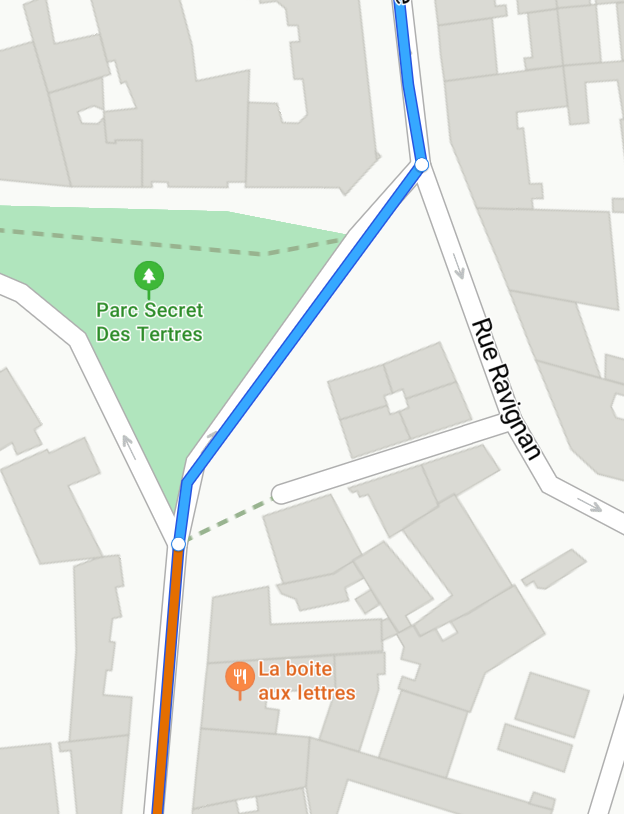 Parc Secret
Des Tertres
Rue Ravignan
La boite
aux lettres